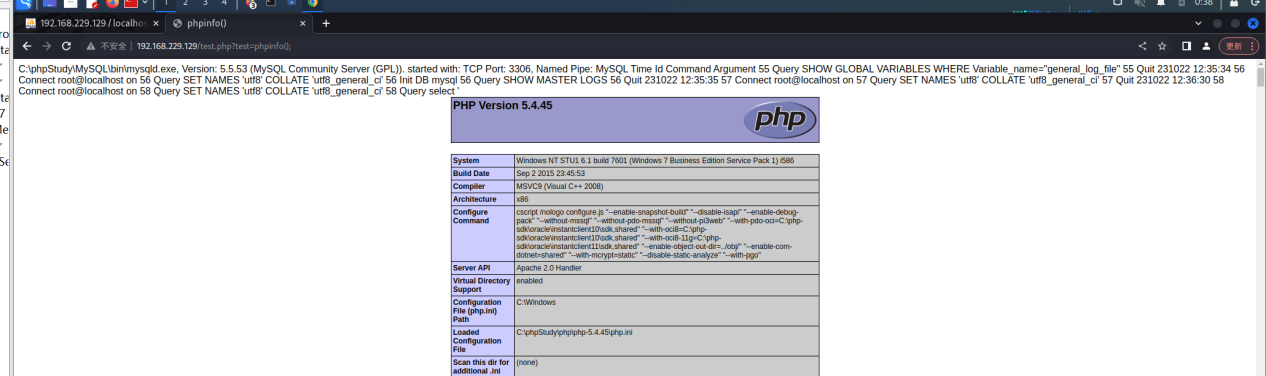 1 2 3 4
0:38
192.168.229.129 / localhos
phpinfo()
不安全 192.168.229.129/test.php?test=phpinfo();
更新
C:\phpStudy\MySQL\bin\mysqld.exe, Version: 5.5.53 (MySQL Community Server (GPL)). started with: TCP Port: 3306, Named Pipe: MySQL Time Id Command Argument 55 Query SHOW GLOBAL VARIABLES WHERE Variable_name="general_log_file" 55 Quit 231022 12:35:34 56
Connect root@localhost on 56 Query SET NAMES 'utf8' COLLATE 'utf8_general_ci' 56 Init DB mysql 56 Query SHOW MASTER LOGS 56 Quit 231022 12:35:35 57 Connect root@localhost on 57 Query SET NAMES 'utf8' COLLATE 'utf8_general_ci' 57 Quit 231022 12:36:30 58
Connect root@localhost on 58 Query SET NAMES 'utf8' COLLATE 'utf8_general_ci' 58 Query select '
PHP Version 5.4.45
php
System Windows NT STU1 6.1 build 7601 (Windows 7 Business Edition Service Pack 1) i586
Build Date Sep 2 2015 23:45:53
Compiler MSVC9 (Visual C++ 2008)
Architecture x86
Configure Command cscript /nologo configure.js "--enable-snapshot-build" "--disable-isapi" "--enable-debug-
pack" "--without-mssql" "--without-pdo-mssql" "--without-pi3web" "--with-pdo-oci=C:\php-
sdk\oracle\instantclient10\sdk,shared" "--with-oci8=C:\php-
sdk\oracle\instantclient10\sdk,shared" "--with-oci8-11g=C:\php-
sdk\oracle\instantclient11\sdk,shared" "--enable-object-out-dir=../obj/" "--enable-com-
dotnet=shared" "--with-mcrypt=static" "--disable-static-analyze" "--with-pgo"
Server API Apache 2.0 Handler
Virtual Directory Support enabled
Configuration File (php.ini) Path C:\Windows
Loaded Configuration File C:\phpStudy\php\php-5.4.45\php.ini
Scan this dir for additional .ini (none)